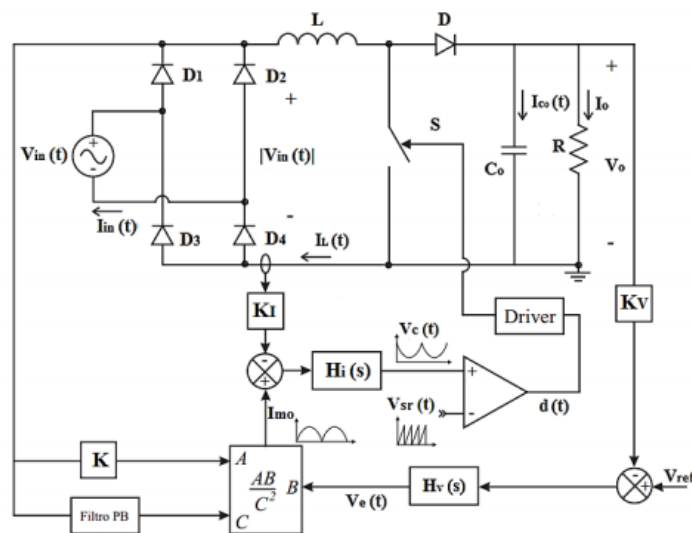 L
D
D1
D2
+
Ico (t)
Io
+
Vin (t)
+
-
|Vin (t)|
S
Co
R
Vo
Iin (t)
-
D3
D4
IL (t)
-
KI
Vc (t)
Driver
KV
-
+
Hi (s)
+
-
d (t)
Imo
Vsr (t)
K
A
AB
C²
B
Ve (t)
Hv (s)
-
+
Vref
Filtro PB
C